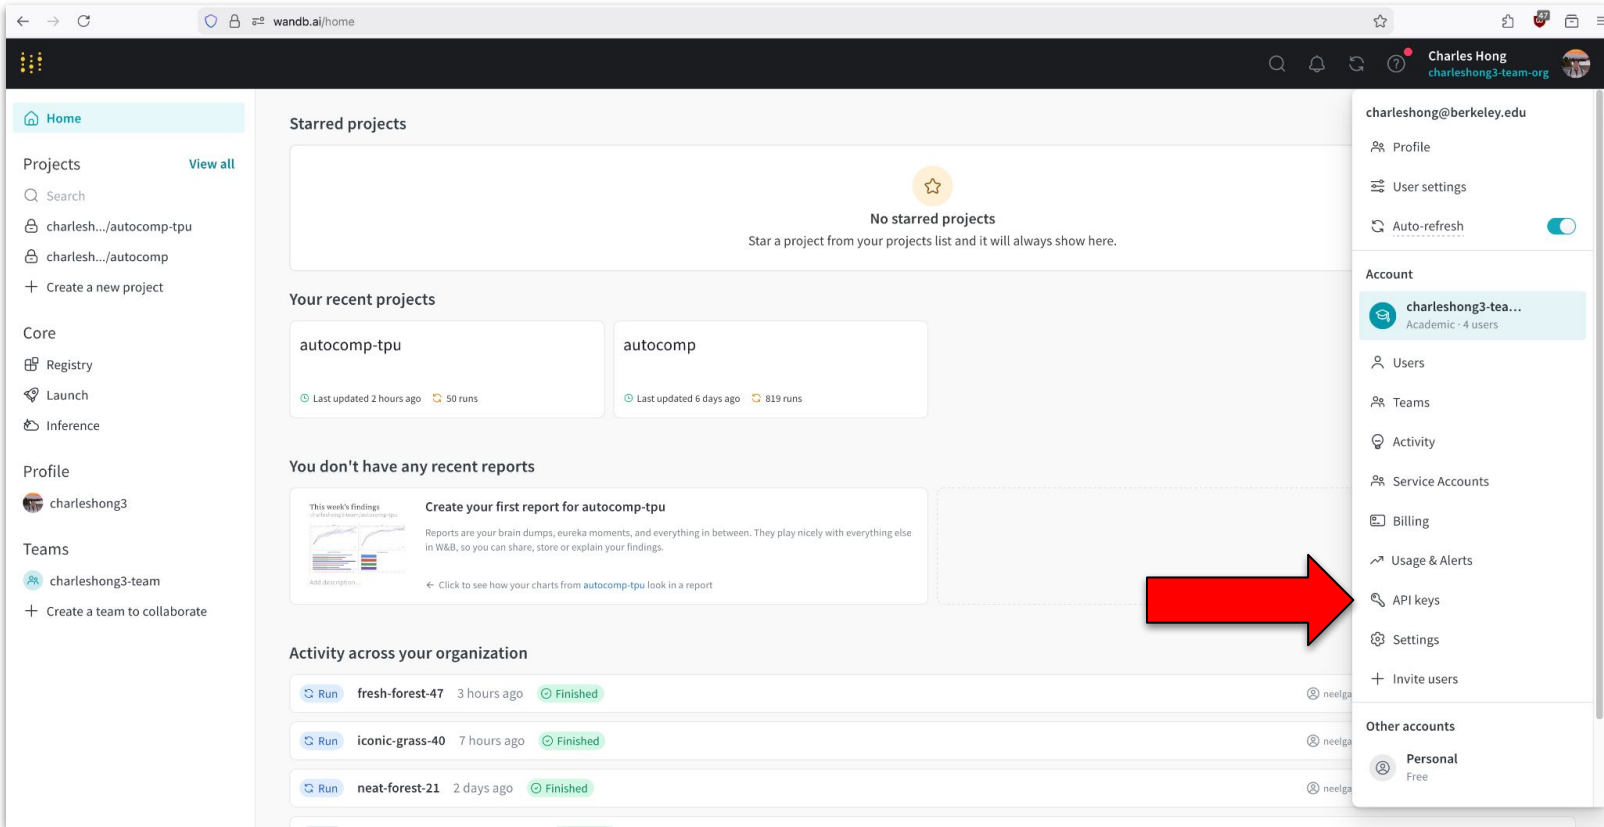 wandb.ai/home
47
Charles Hong
charleshong3-team-org
Home
Projects
View all
Search
charlesh.../autocomp-tpu
charlesh.../autocomp
Create a new project
Core
Registry
Launch
Inference
Profile
charleshong3
Teams
charleshong3-team
Create a team to collaborate
Starred projects
No starred projects
Star a project from your projects list and it will always show here.
Your recent projects
autocomp-tpu
Last updated 2 hours ago 50 runs
autocomp
Last updated 6 days ago 819 runs
You don't have any recent reports
This week's findings
Add description...
Create your first report for autocomp-tpu
Reports are your brain dumps, eureka moments, and everything in between. They play nicely with everything else
in W&B, so you can share, store or explain your findings.
← Click to see how your charts from autocomp-tpu look in a report
Activity across your organization
Run fresh-forest-47 3 hours ago Finished neelga
Run iconic-grass-40 7 hours ago Finished neelga
Run neat-forest-21 2 days ago Finished neelga
charleshong@berkeley.edu
Profile
User settings
Auto-refresh
Account
charleshong3-tea...
Academic · 4 users
Users
Teams
Activity
Service Accounts
Billing
Usage & Alerts
API keys
Settings
Invite users
Other accounts
Personal
Free